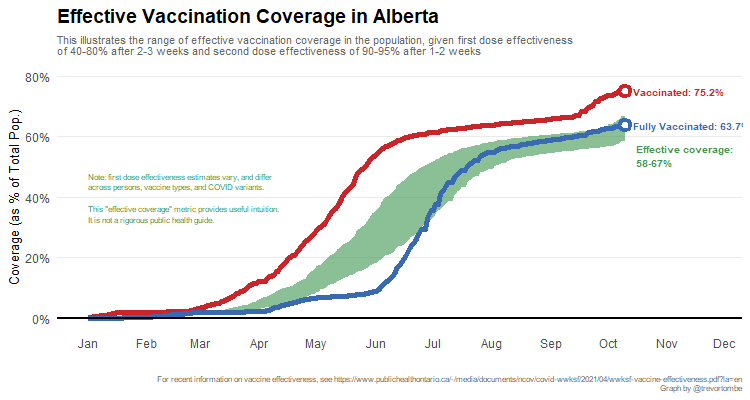 Effective Vaccination Coverage in Alberta
This illustrates the range of effective vaccination coverage in the population, given first dose effectiveness
of 40-80% after 2-3 weeks and second dose effectiveness of 90-95% after 1-2 weeks
Coverage (as % of Total Pop.)
80%
60%
40%
20%
0%
Vaccinated: 75.2%
Fully Vaccinated: 63.7%
Effective coverage:
58-67%
Note: first dose effectiveness estimates vary, and differ
across persons, vaccine types, and COVID variants.
This "effective coverage" metric provides useful intuition.
It is not a rigorous public health guide.
Jan Feb Mar Apr May Jun Jul Aug Sep Oct Nov Dec
For recent information on vaccine effectiveness, see https://www.publichealthontario.ca/-/media/documents/ncov/covid-wwksf/2021/04/wwksf-vaccine-effectiveness.pdf?la=en
Graph by @trevortombe